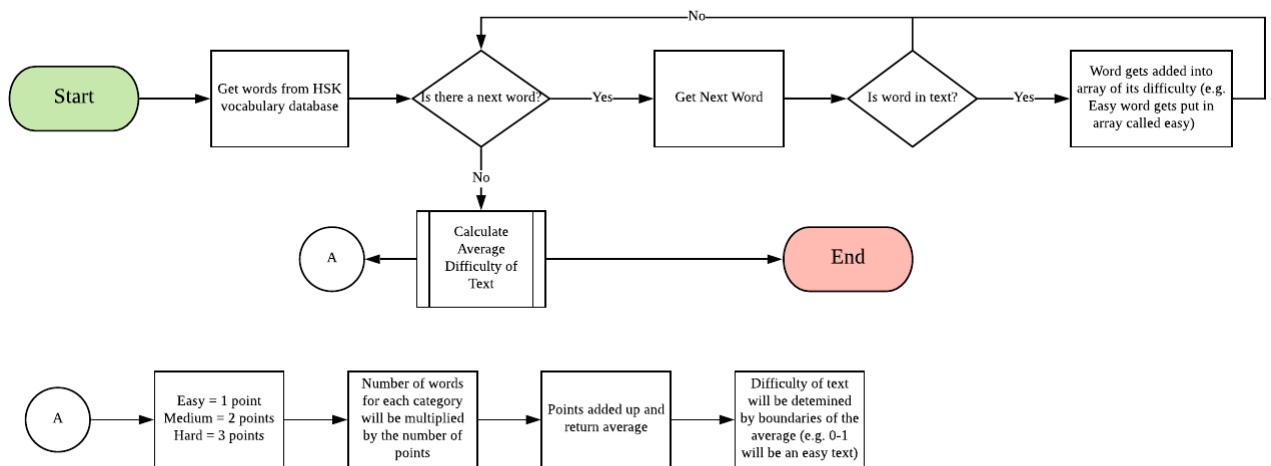 No
Start
Get words from HSK
vocabulary database
Is there a next word?
Yes
Get Next Word
Is word in text?
Yes
Word gets added into
array of its difficulty (e.g.
Easy word gets put in
array called easy)
No
A
Calculate
Average
Difficulty of
Text
End
A
Easy = 1 point
Medium = 2 points
Hard = 3 points
Number of words
for each category
will be multiplied
by the number of
points
Points added up and
return average
Difficulty of text
will be detemined
by boundaries of the
average (e.g. 0-1
will be an easy text)